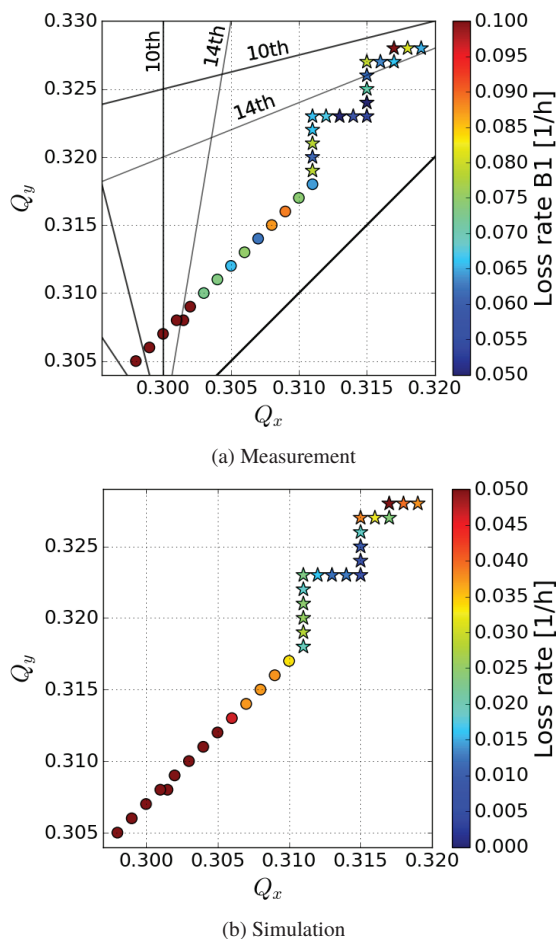 0.330
0.325
0.320
0.315
0.310
0.305
Q_y
10th
14th
10th
14th
0.300 0.305 0.310 0.315 0.320
Q_x
0.100
0.095
0.090
0.085
0.080
0.075
0.070
0.065
0.060
0.055
0.050
Loss rate B1 [1/h]
(a) Measurement
0.325
0.320
0.315
0.310
0.305
Q_y
0.300 0.305 0.310 0.315 0.320
Q_x
0.050
0.045
0.040
0.035
0.030
0.025
0.020
0.015
0.010
0.005
0.000
Loss rate [1/h]
(b) Simulation